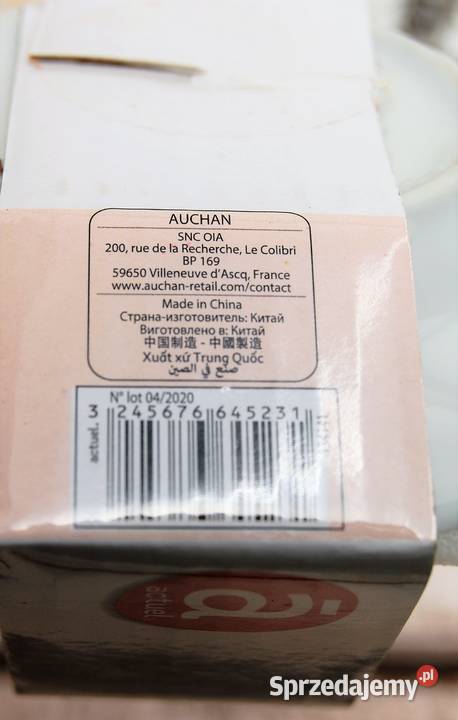 AUCHAN
SNC OIA
200, rue de la Recherche, Le Colibri
BP 169
59650 Villeneuve d'Ascq, France
www.auchan-retail.com/contact
Made in China
Страна-изготовитель: Китай
Виготовлено в: Китай
中国制造 - 中國製造
Xuất xứ Trung Quốc
صنع في الصين
N° lot 04/2020
3 245676 645231
actuel.
actuel
Sprzedajemy.pl